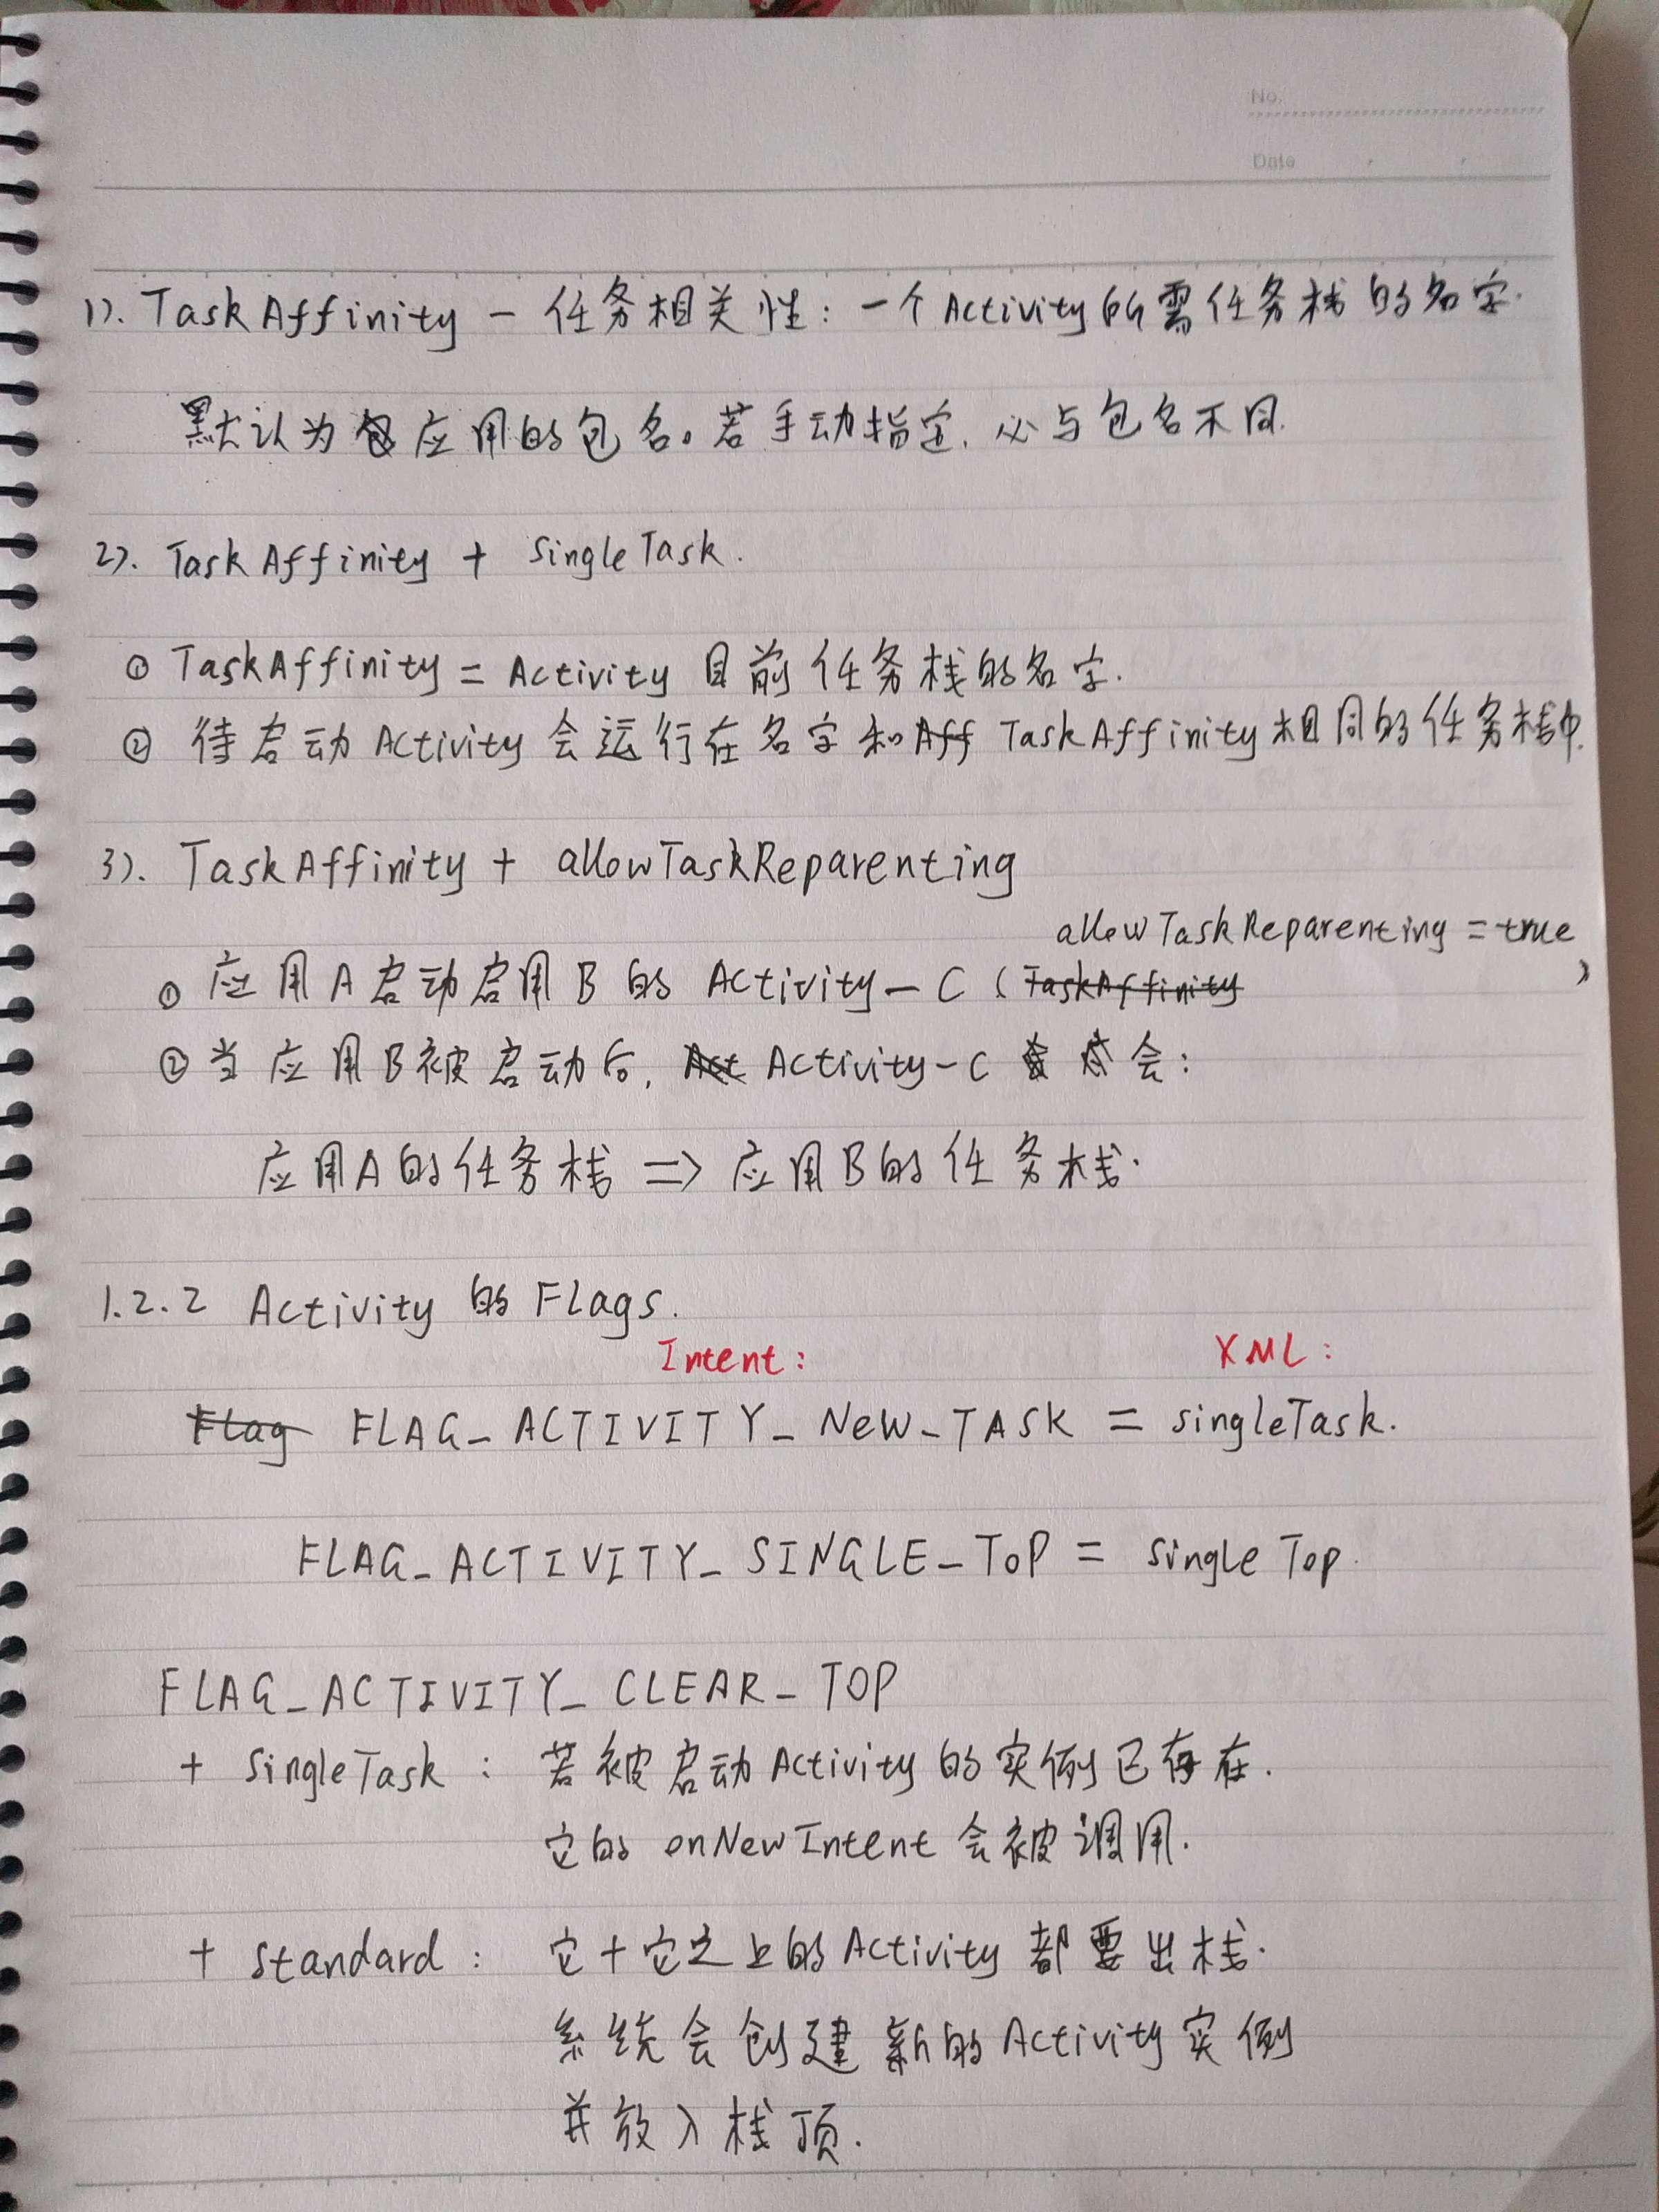 No.
Date
1). TaskAffinity - 任务相关性: 一个Activity所需任务栈的名字.
默认为应用的包名。若手动指定, 必与包名不同.
2). TaskAffinity + singleTask.
① TaskAffinity = Activity 目前任务栈的名字.
② 待启动 Activity 会运行在名字和 Aff TaskAffinity 相同的任务栈中.
3). TaskAffinity + allowTaskReparenting
allowTaskReparenting = true
① 应用A启动启用B的 Activity-C ( TaskAffinity )
② 当应用B被启动后, Act Activity-C 会:
应用A的任务栈 => 应用B的任务栈.
1.2.2 Activity 的 Flags.
Intent: XML:
Flag FLAG_ACTIVITY_NEW_TASK = singleTask.
FLAG_ACTIVITY_SINGLE_TOP = singleTop.
FLAG_ACTIVITY_CLEAR_TOP
+ singleTask : 若被启动Activity的实例已存在.
它的 onNewIntent 会被调用.
+ standard : 它+它之上的Activity 都要出栈.
系统会创建新的Activity实例
并放入栈顶.